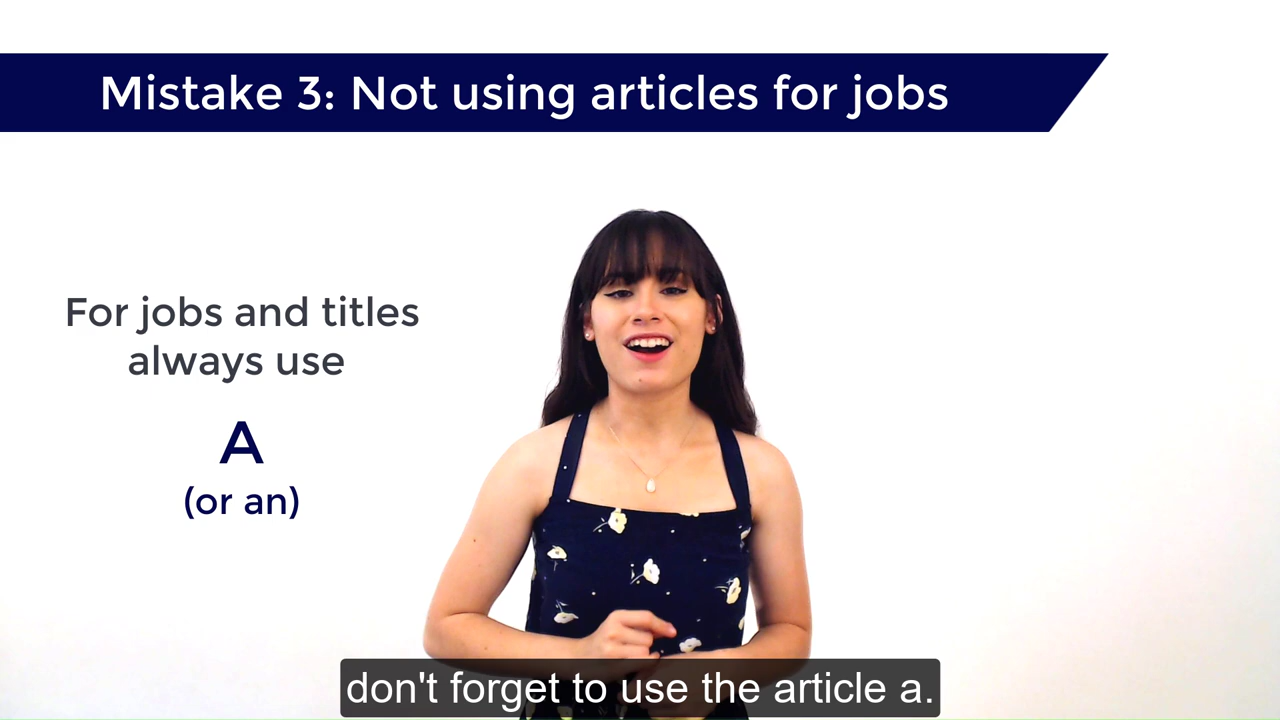 Mistake 3: Not using articles for jobs
For jobs and titles
always use
A
(or an)
don't forget to use the article a.